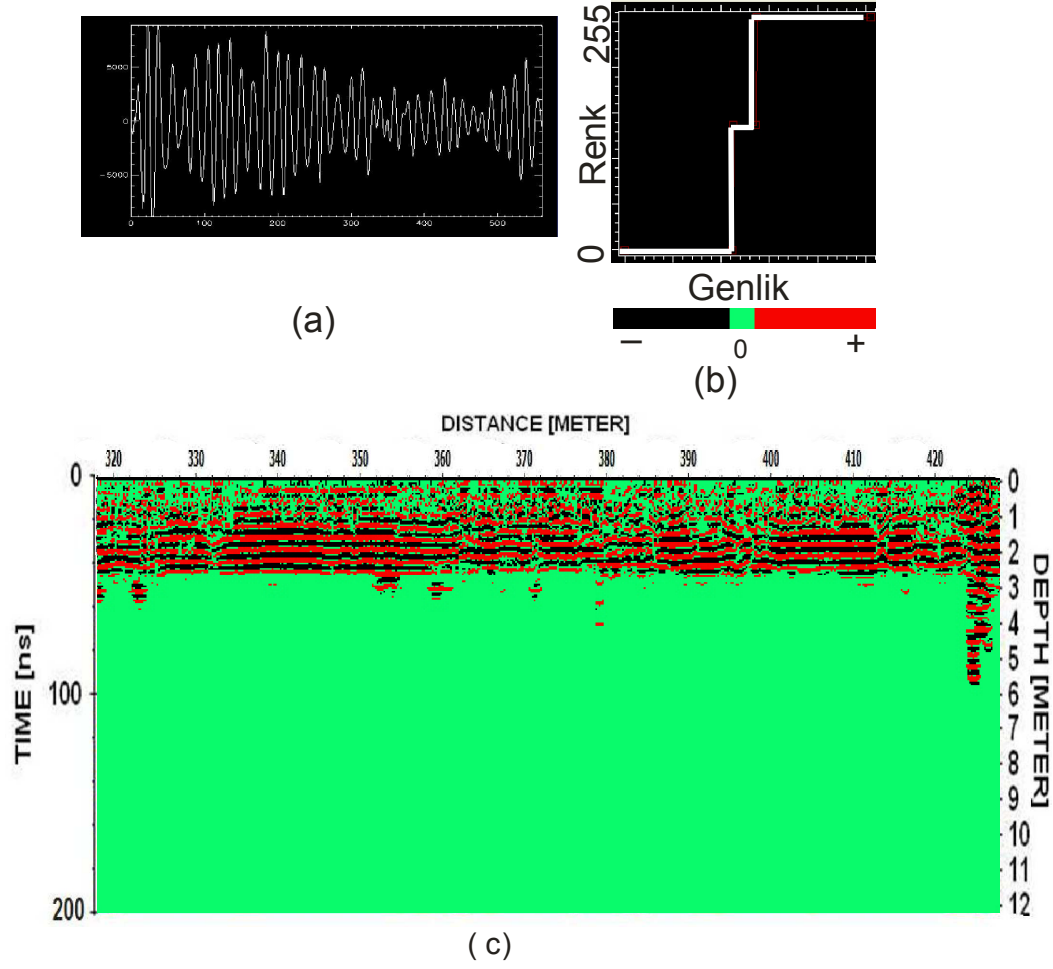 5000
0
−5000
0 100 200 300 400 500
(a)
255
Renk
0
Genlik
− 0 +
(b)
DISTANCE [METER]
320 330 340 350 360 370 380 390 400 410 420
0
100
200
TIME [ns]
0
1
2
3
4
5
6
7
8
9
10
11
12
DEPTH [METER]
( c)